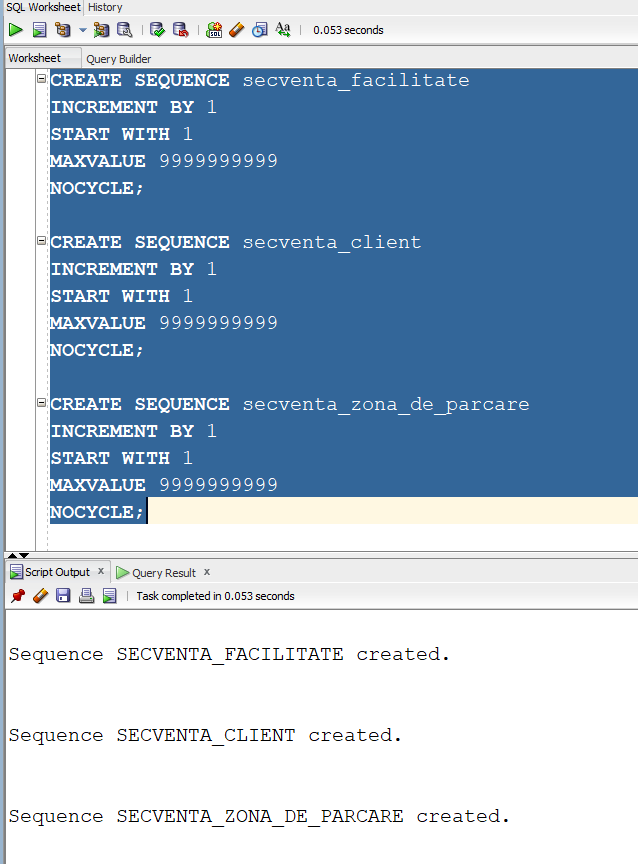 SQL Worksheet History
0.053 seconds
Worksheet Query Builder
CREATE SEQUENCE secventa_facilitate
INCREMENT BY 1
START WITH 1
MAXVALUE 9999999999
NOCYCLE;
CREATE SEQUENCE secventa_client
INCREMENT BY 1
START WITH 1
MAXVALUE 9999999999
NOCYCLE;
CREATE SEQUENCE secventa_zona_de_parcare
INCREMENT BY 1
START WITH 1
MAXVALUE 9999999999
NOCYCLE;
Script Output x Query Result x
Task completed in 0.053 seconds
Sequence SECVENTA_FACILITATE created.
Sequence SECVENTA_CLIENT created.
Sequence SECVENTA_ZONA_DE_PARCARE created.